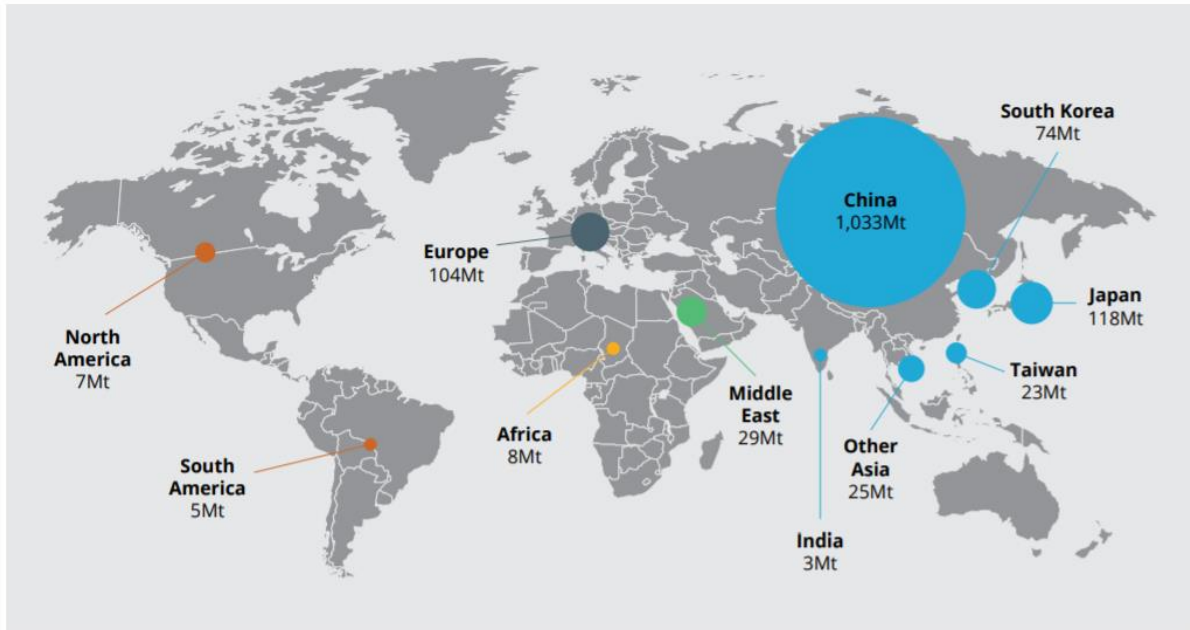 South Korea
74Mt
China
1,033Mt
Europe
104Mt
Japan
118Mt
North
America
7Mt
Taiwan
23Mt
Middle
East
29Mt
Africa
8Mt
Other
Asia
25Mt
South
America
5Mt
India
3Mt